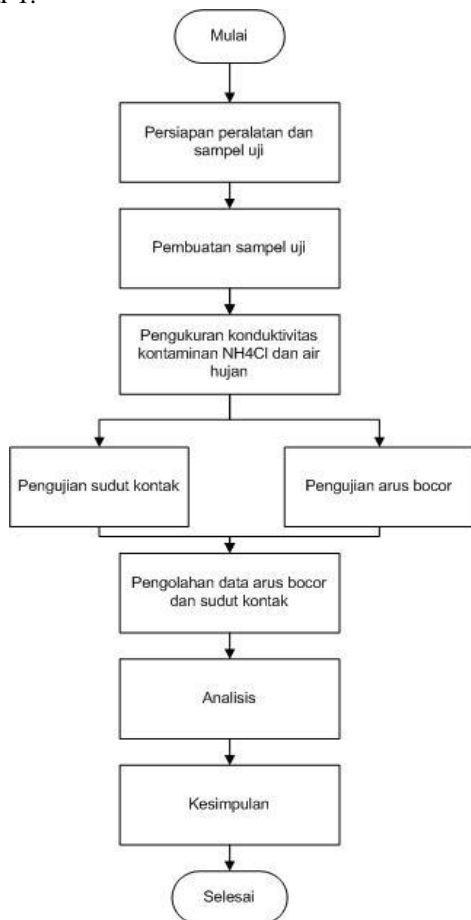 Mulai
Persiapan peralatan dan
sampel uji
Pembuatan sampel uji
Pengukuran konduktivitas
kontaminan NH4Cl dan air
hujan
Pengujian sudut kontak
Pengujian arus bocor
Pengolahan data arus bocor
dan sudut kontak
Analisis
Kesimpulan
Selesai